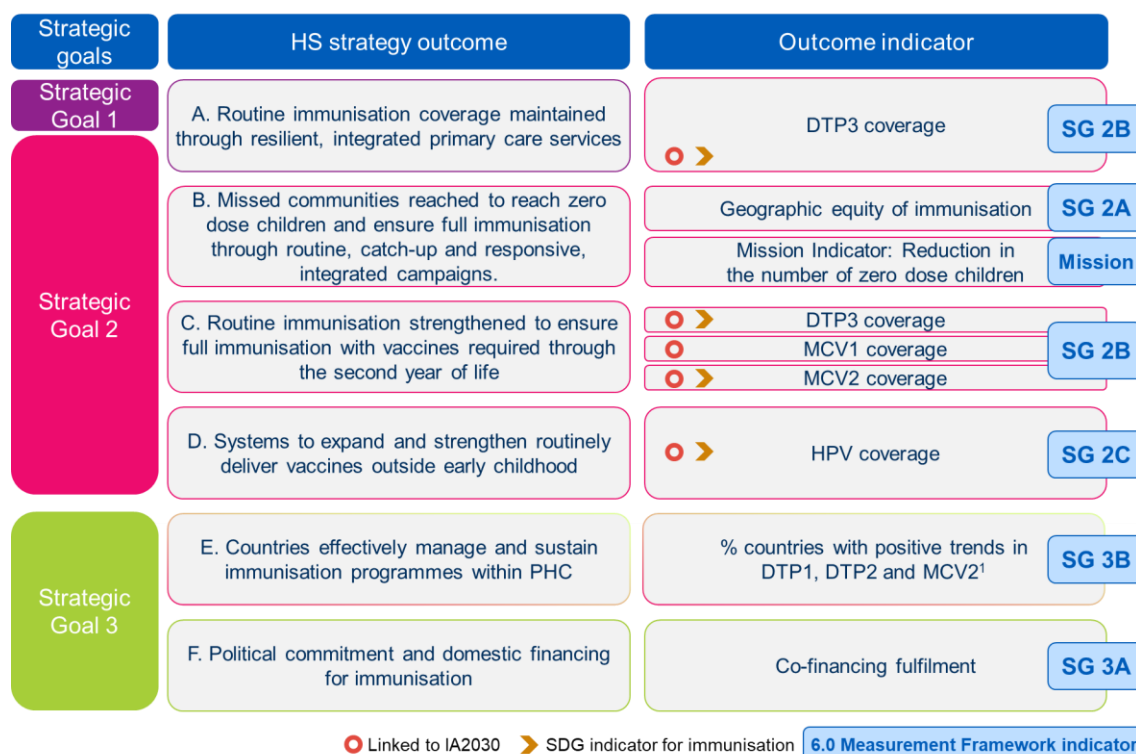 Strategic
goals
HS strategy outcome
Outcome indicator
Strategic
Goal 1
A. Routine immunisation coverage maintained
through resilient, integrated primary care services
DTP3 coverage
SG 2B
Strategic
Goal 2
B. Missed communities reached to reach zero
dose children and ensure full immunisation
through routine, catch-up and responsive,
integrated campaigns.
Geographic equity of immunisation
SG 2A
Mission Indicator: Reduction in
the number of zero dose children
Mission
C. Routine immunisation strengthened to ensure
full immunisation with vaccines required through
the second year of life
DTP3 coverage
MCV1 coverage
MCV2 coverage
SG 2B
D. Systems to expand and strengthen routinely
deliver vaccines outside early childhood
HPV coverage
SG 2C
Strategic
Goal 3
E. Countries effectively manage and sustain
immunisation programmes within PHC
% countries with positive trends in
DTP1, DTP2 and MCV2¹
SG 3B
F. Political commitment and domestic financing
for immunisation
Co-financing fulfilment
SG 3A
Linked to IA2030
SDG indicator for immunisation
6.0 Measurement Framework indicator